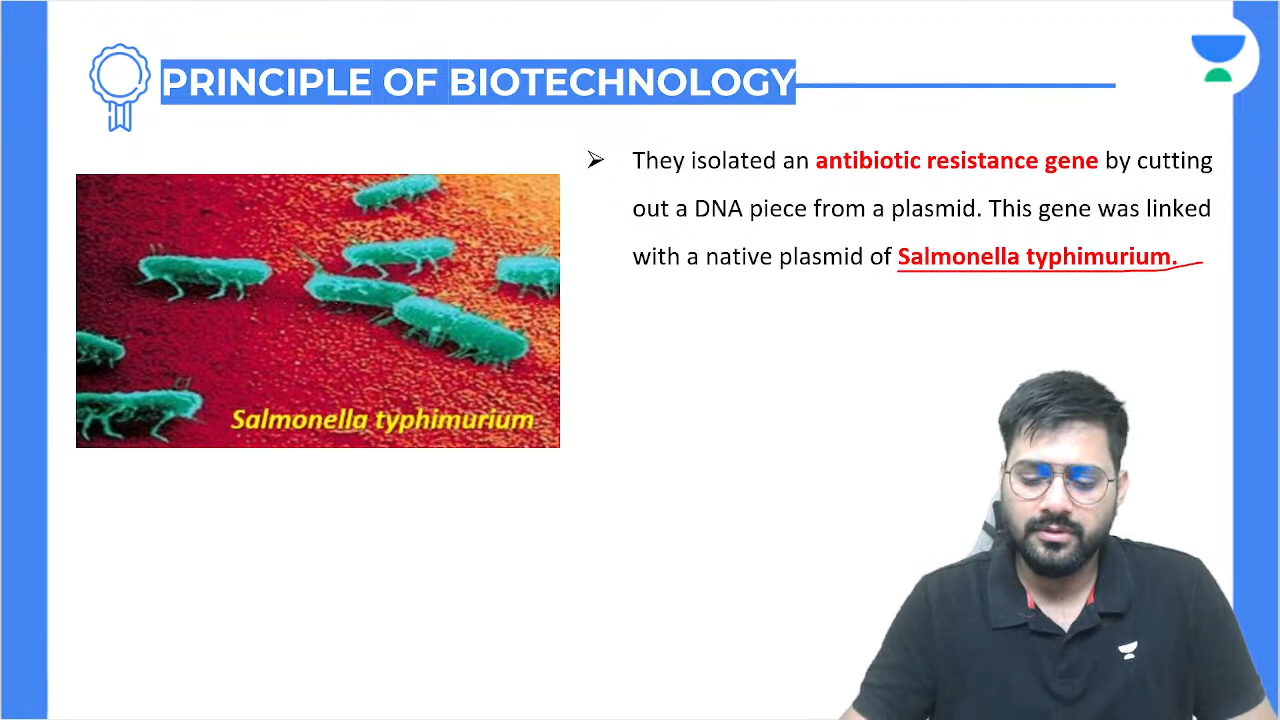 PRINCIPLE OF BIOTECHNOLOGY
➢ They isolated an antibiotic resistance gene by cutting
out a DNA piece from a plasmid. This gene was linked
with a native plasmid of Salmonella typhimurium.
Salmonella typhimurium